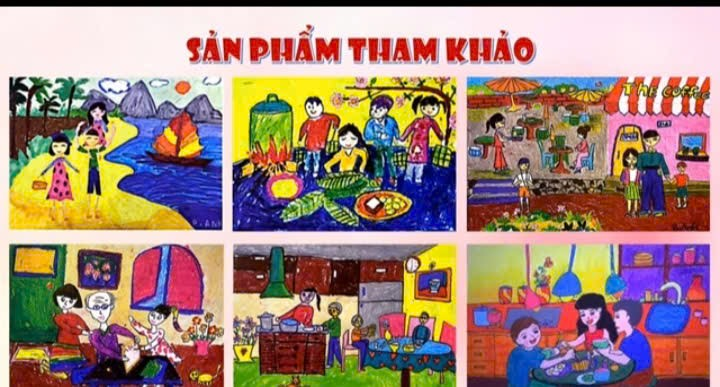 SẢN PHẨM THAM KHẢO
THE COFFE